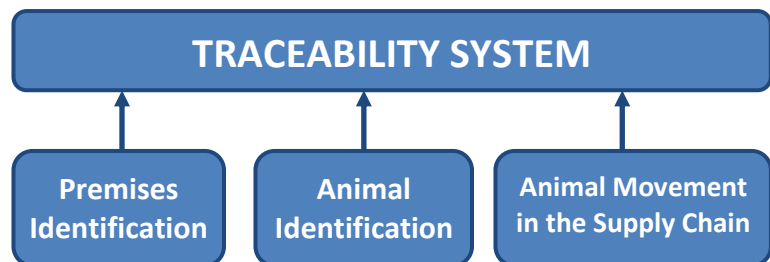 TRACEABILITY SYSTEM
Premises
Identification
Animal
Identification
Animal Movement
in the Supply Chain